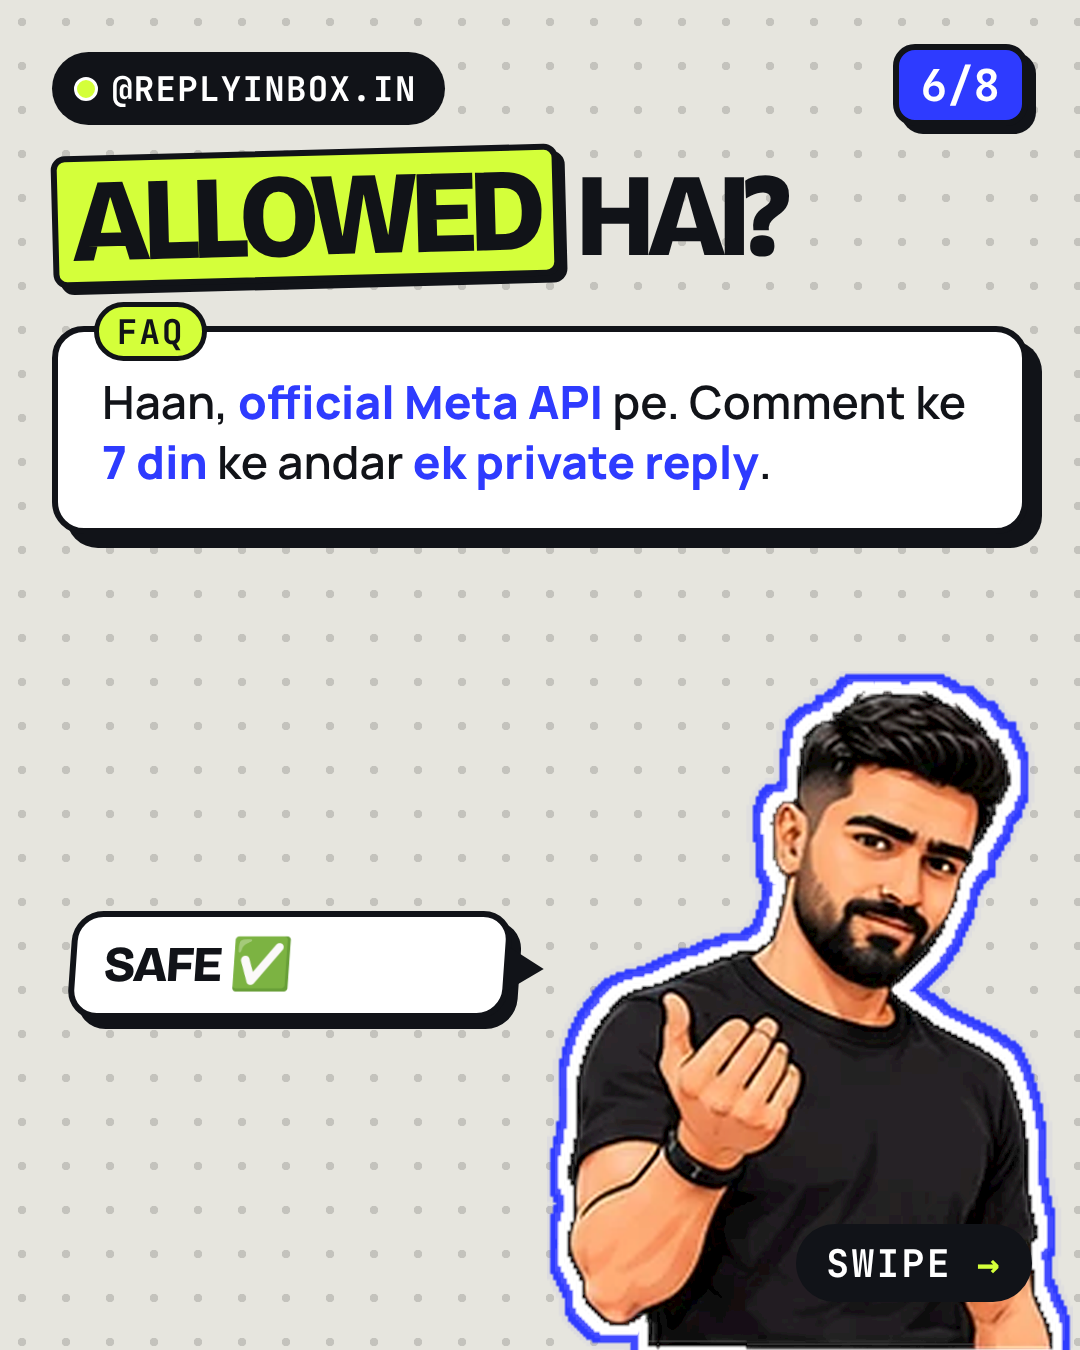 @REPLYINBOX.IN
6/8
ALLOWED HAI?
FAQ
Haan, official Meta API pe. Comment ke
7 din ke andar ek private reply.
SAFE ✅
SWIPE →